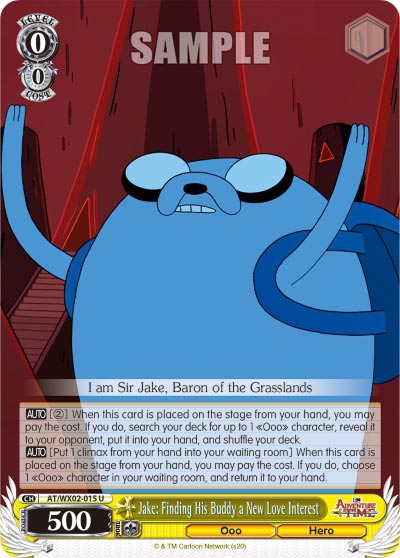 LEVEL
0
0
COST
SAMPLE
I am Sir Jake, Baron of the Grasslands
AUTO [②] When this card is placed on the stage from your hand, you may
pay the cost. If you do, search your deck for up to 1 «Ooo» character, reveal it
to your opponent, put it into your hand, and shuffle your deck.
AUTO [Put 1 climax from your hand into your waiting room] When this card is
placed on the stage from your hand, you may pay the cost. If you do, choose
1 «Ooo» character in your waiting room, and return it to your hand.
CH AT/WX02-015 U
Jake: Finding His Buddy a New Love Interest
POWER 500
SOUL
Ooo Hero
ADVENTURE TIME
© & TM Cartoon Network (s20)